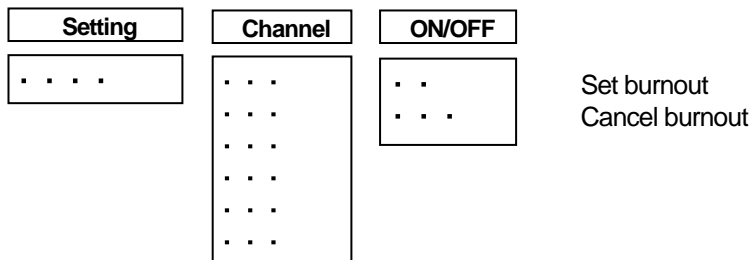 Setting Channel ON/OFF
. . . . . . . . . Set burnout
. . . . . . Cancel burnout
. . .
. . .
. . .
. . .